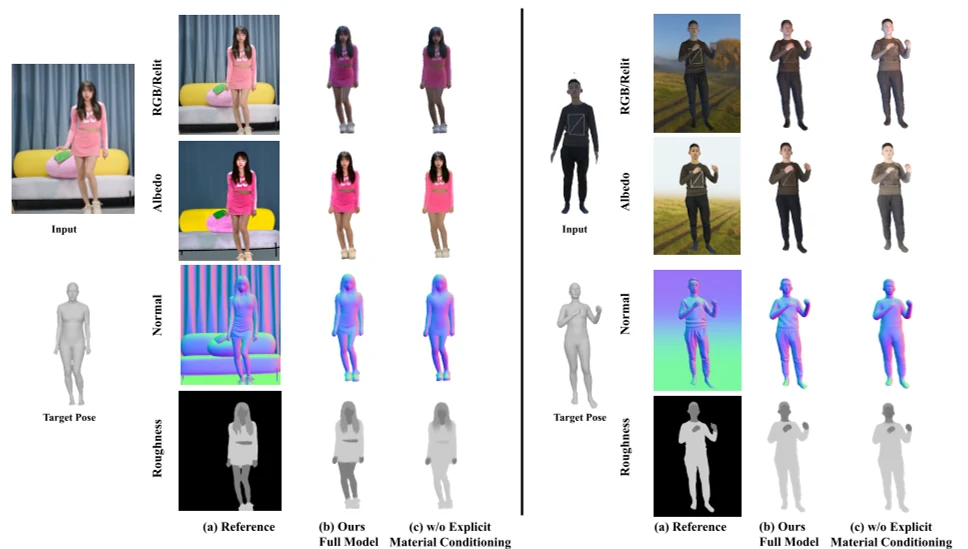 RGB/Relit
Albedo
Input
Normal
Target Pose
Roughness
(a) Reference
(b) Ours
Full Model
(c) w/o Explicit
Material Conditioning
RGB/Relit
Albedo
Input
Normal
Target Pose
Roughness
(a) Reference
(b) Ours
Full Model
(c) w/o Explicit
Material Conditioning